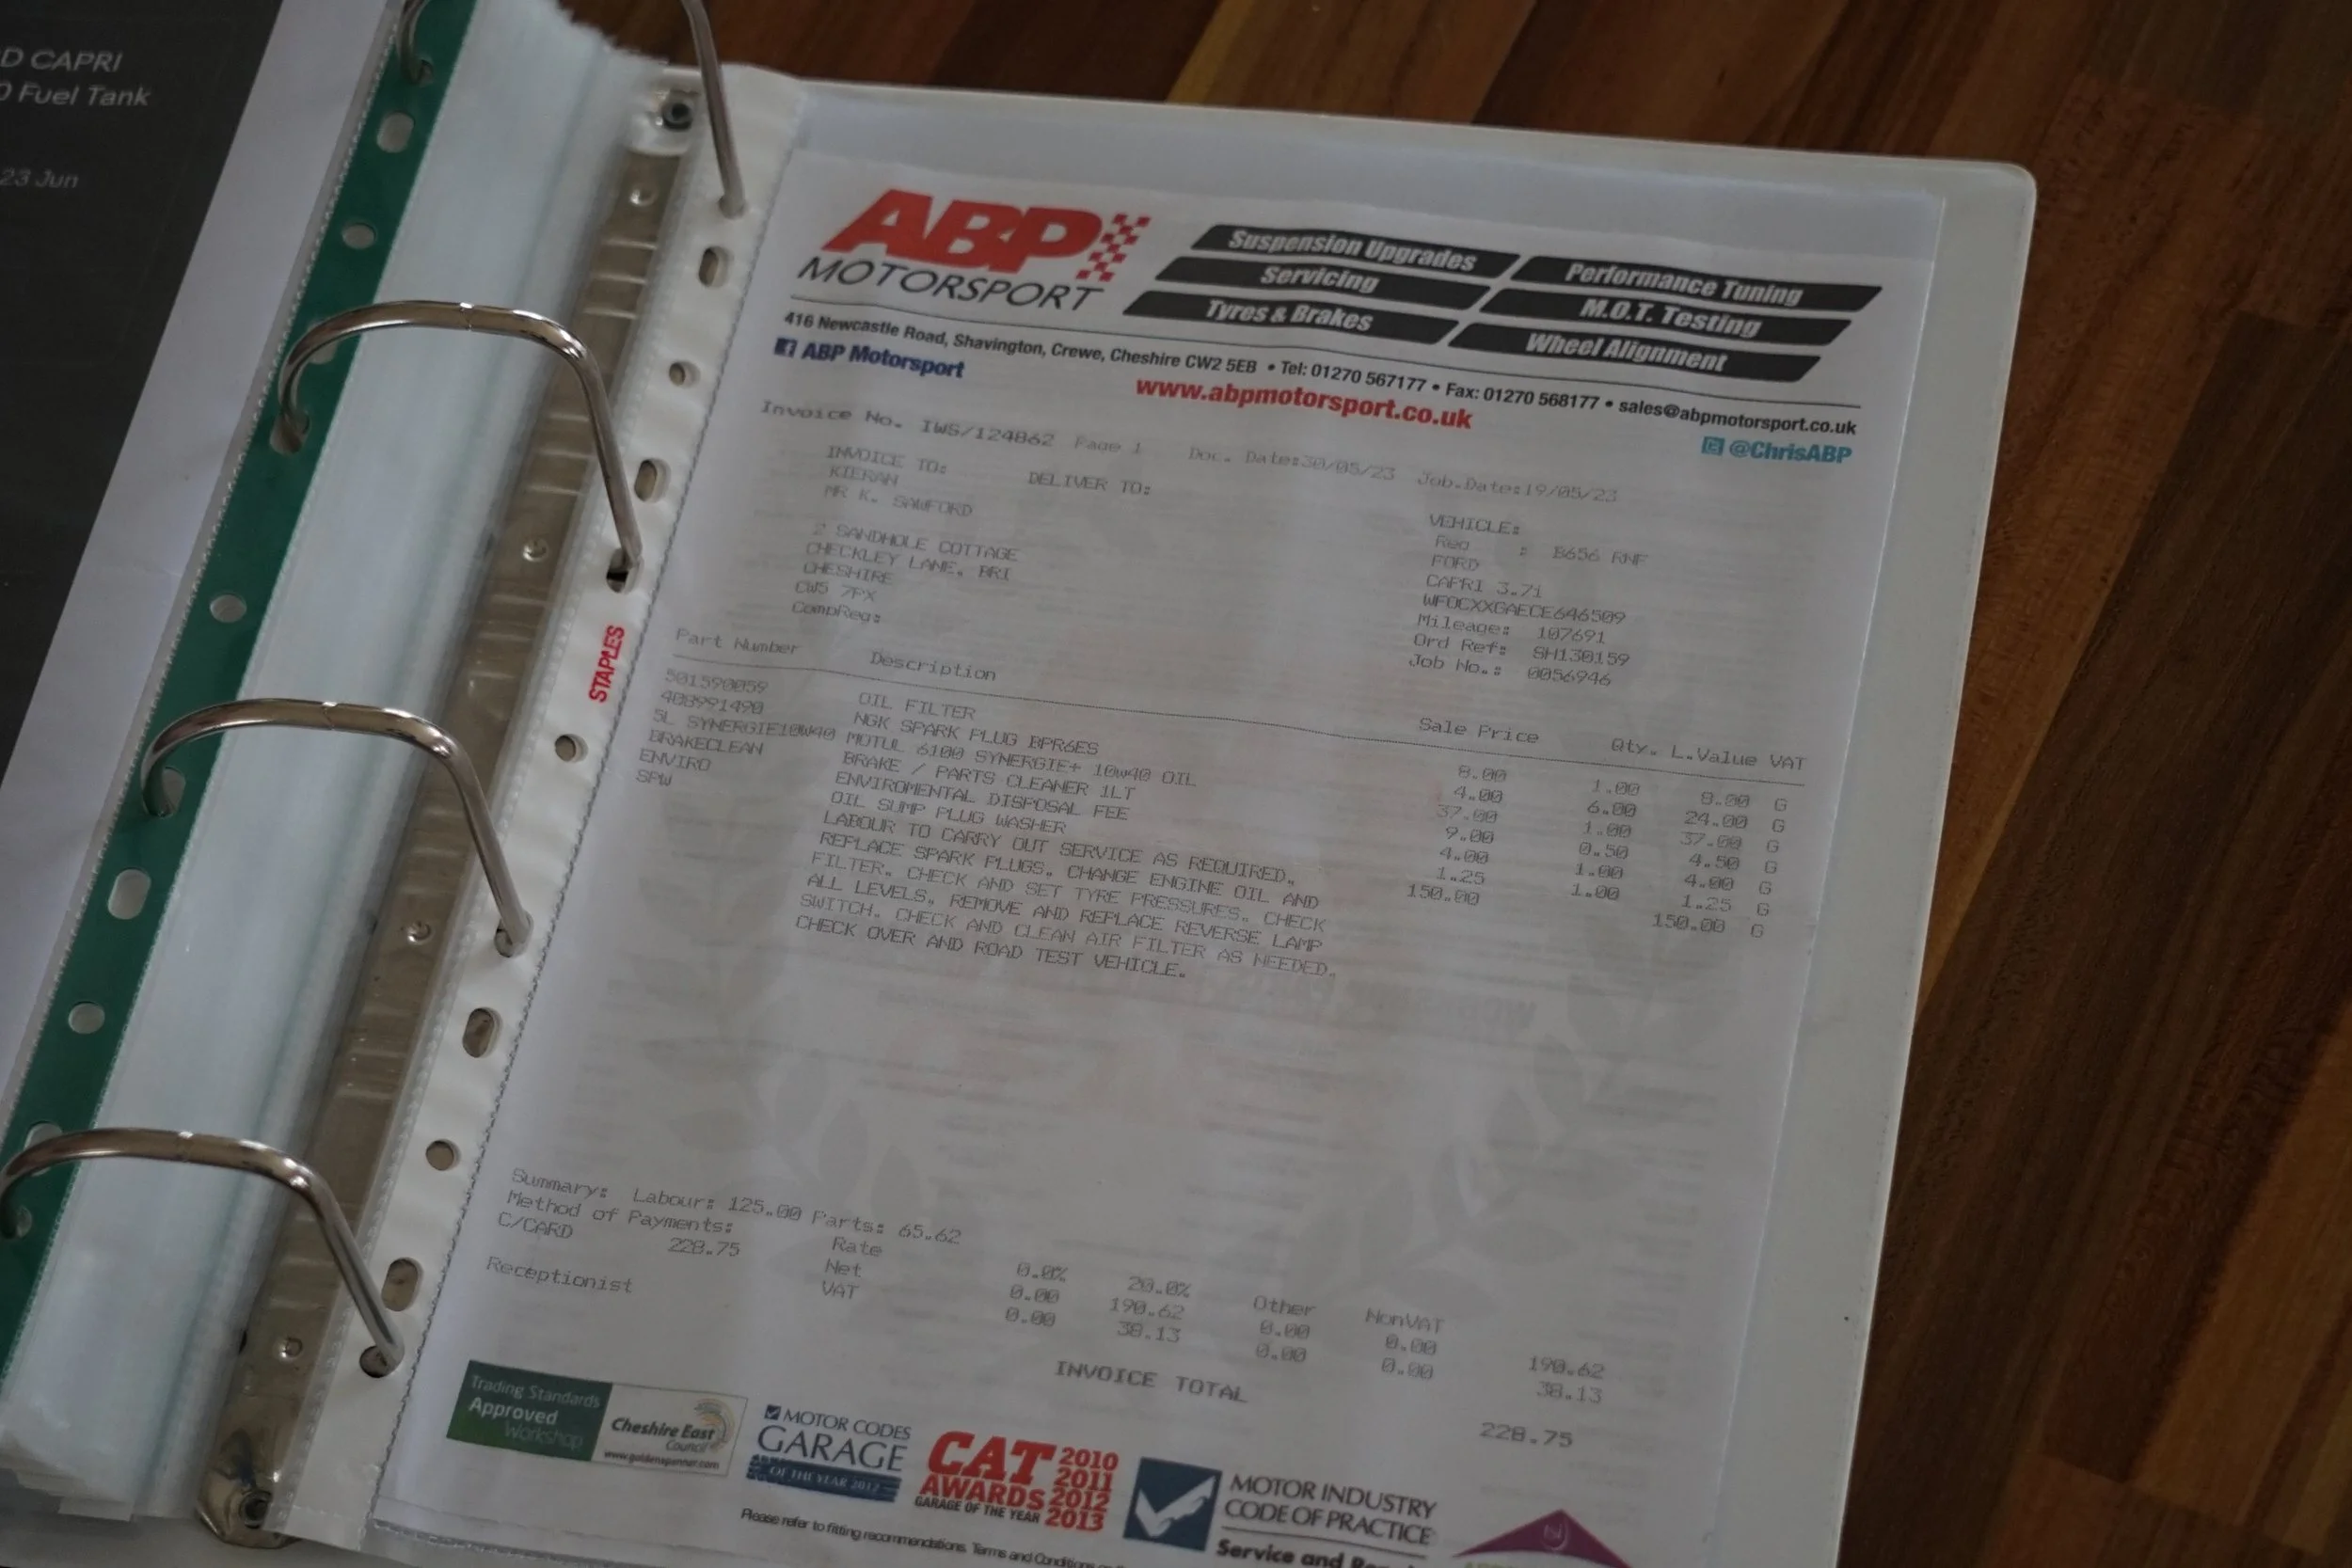 D CAPRI
0 Fuel Tank
23 Jun
STAPLES
ABP
MOTORSPORT
Suspension Upgrades
Servicing
Tyres & Brakes
Performance Tuning
M.O.T. Testing
Wheel Alignment
416 Newcastle Road, Shavington, Crewe, Cheshire CW2 5EB • Tel: 01270 567177 • Fax: 01270 568177 • sales@abpmotorsport.co.uk
ABP Motorsport
www.abpmotorsport.co.uk
@ChrisABP
Invoice No. IWS/124862 Page 1 Doc. Date:30/05/23 Job.Date:19/05/23
INVOICE TO: DELIVER TO:
KIERAN
MR K. SAWFORD
2 SANDHOLE COTTAGE
CHECKLEY LANE, BRI
CHESHIRE
CW5 7PX
CompReg:
VEHICLE:
Reg : B656 RNF
FORD
CAPRI 3.7i
WF0CXXGAECE646509
Mileage: 107691
Ord Ref: SH130159
Job No.: 0056946
Part Number Description Sale Price Qty. L.Value VAT
501590059 OIL FILTER 8.00 1.00 8.00 G
408991490 NGK SPARK PLUG BPR6ES 4.00 6.00 24.00 G
5L SYNERGIE10W40 MOTUL 6100 SYNERGIE+ 10w40 OIL 37.00 1.00 37.00 G
BRAKECLEAN BRAKE / PARTS CLEANER 1LT 9.00 0.50 4.50 G
ENVIRO ENVIROMENTAL DISPOSAL FEE 4.00 1.00 4.00 G
SPW OIL SUMP PLUG WASHER 1.25 1.00 1.25 G
LABOUR TO CARRY OUT SERVICE AS REQUIRED. 150.00 150.00 G
REPLACE SPARK PLUGS. CHANGE ENGINE OIL AND
FILTER. CHECK AND SET TYRE PRESSURES. CHECK
ALL LEVELS. REMOVE AND REPLACE REVERSE LAMP
SWITCH. CHECK AND CLEAN AIR FILTER AS NEEDED.
CHECK OVER AND ROAD TEST VEHICLE.
Summary: Labour: 125.00 Parts: 65.62
Method of Payments:
C/CARD 228.75
Receptionist
Rate 0.0% 20.0% Other NonVAT
Net 0.00 190.62 0.00 0.00 190.62
VAT 0.00 38.13 0.00 0.00 38.13
INVOICE TOTAL 228.75
Trading Standards
Approved
Workshop
Cheshire East
Council
www.goldenspanner.com
MOTOR CODES
GARAGE
OF THE YEAR 2012
CAT
AWARDS
GARAGE OF THE YEAR
2010
2011
2012
2013
MOTOR INDUSTRY
CODE OF PRACTICE
Service and
Please refer to fitting recommendations. Terms and Conditions